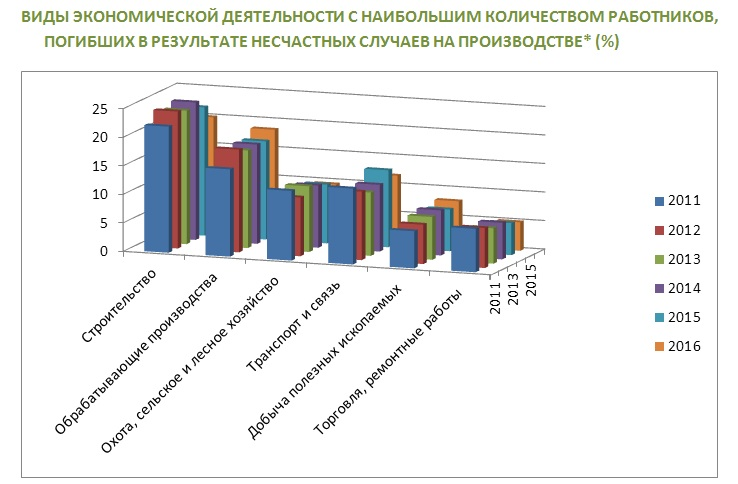 ВИДЫ ЭКОНОМИЧЕСКОЙ ДЕЯТЕЛЬНОСТИ С НАИБОЛЬШИМ КОЛИЧЕСТВОМ РАБОТНИКОВ,
ПОГИБШИХ В РЕЗУЛЬТАТЕ НЕСЧАСТНЫХ СЛУЧАЕВ НА ПРОИЗВОДСТВЕ* (%)
25
20
15
10
5
0
Строительство
Обрабатывающие производства
Охота, сельское и лесное хозяйство
Транспорт и связь
Добыча полезных ископаемых
Торговля, ремонтные работы
2011
2013
2015
2011
2012
2013
2014
2015
2016